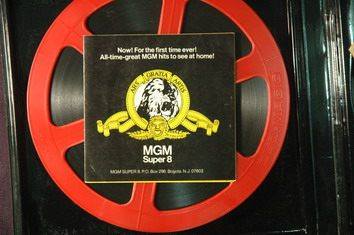 Now! For the first time ever!
All-time-great MGM hits to see at home!
ARS GRATIA ARTIS
MGM
Super 8
MGM SUPER 8, P.O. Box 296, Bogota, N.J. 07603